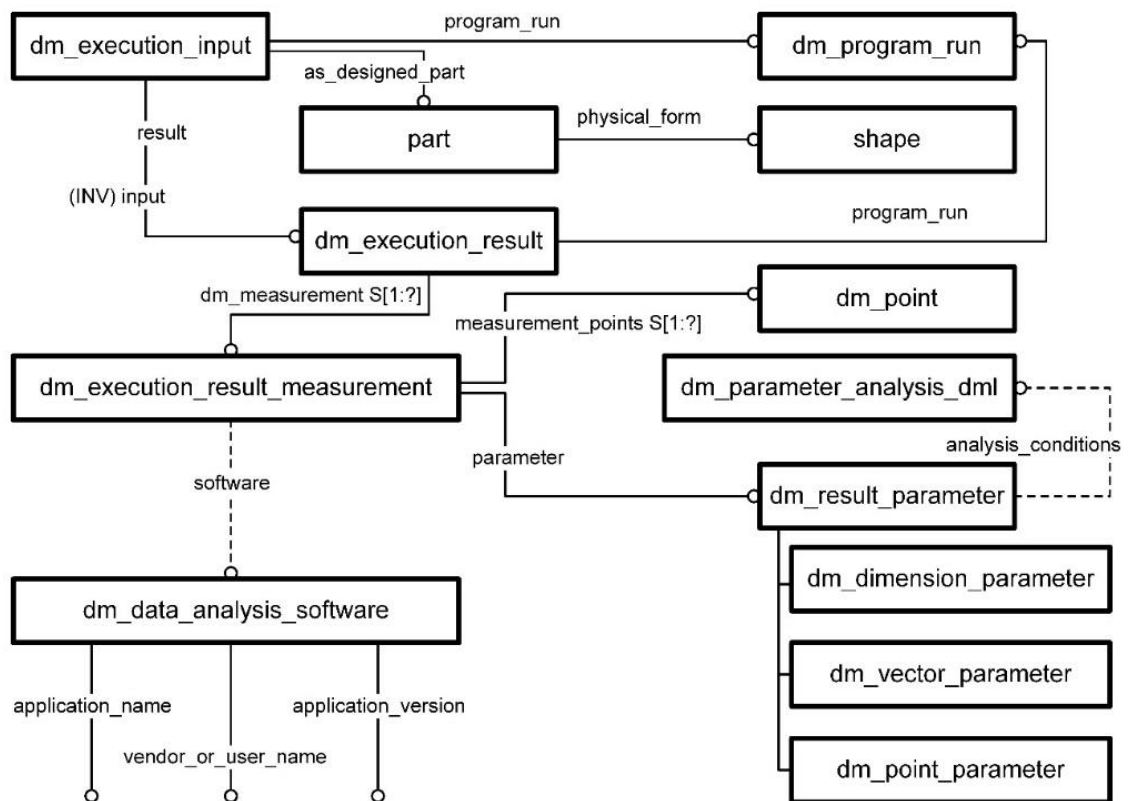 program_run
dm_execution_input
dm_program_run
as_designed_part
result
physical_form
part
shape
(INV) input
program_run
dm_execution_result
dm_measurement S[1:?]
dm_point
measurement_points S[1:?]
dm_execution_result_measurement
dm_parameter_analysis_dml
analysis_conditions
parameter
software
dm_result_parameter
dm_dimension_parameter
dm_data_analysis_software
dm_vector_parameter
application_name
application_version
vendor_or_user_name
dm_point_parameter